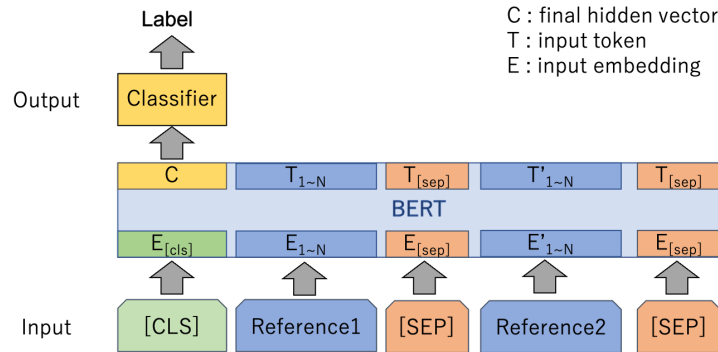 Label
C : final hidden vector
T : input token
E : input embedding
Output
Classifier
C T1~N T[sep] T'1~N T[sep]
BERT
E[cls] E1~N E[sep] E'1~N E[sep]
Input
[CLS] Reference1 [SEP] Reference2 [SEP]